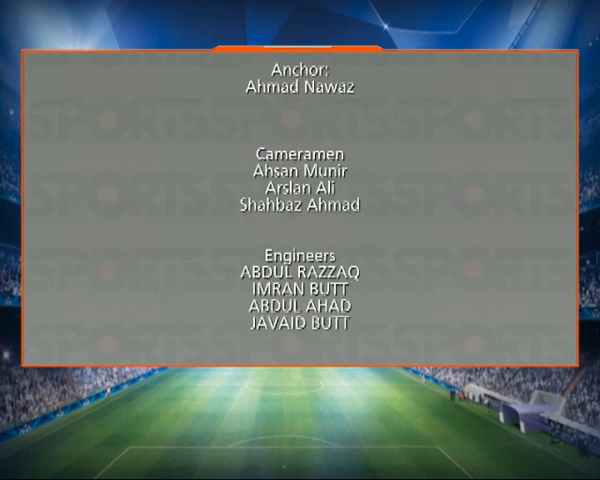 Anchor:
Ahmad Nawaz
Cameramen
Ahsan Munir
Arslan Ali
Shahbaz Ahmad
Engineers
ABDUL RAZZAQ
IMRAN BUTT
ABDUL AHAD
JAVAID BUTT